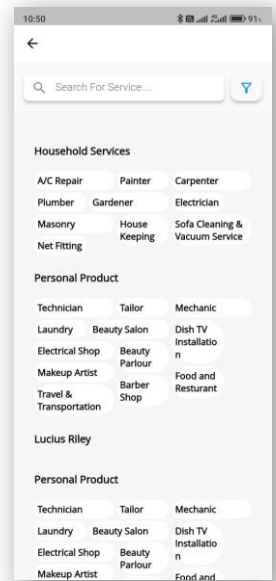 10:50 91%
Search For Service....
Household Services
A/C Repair Painter Carpenter
Plumber Gardener Electrician
Masonry House Keeping Sofa Cleaning & Vacuum Service
Net Fitting
Personal Product
Technician Tailor Mechanic
Laundry Beauty Salon Dish TV Installatio n
Electrical Shop Beauty Parlour
Makeup Artist Barber Shop Food and Resturant
Travel & Transportation
Lucius Riley
Personal Product
Technician Tailor Mechanic
Laundry Beauty Salon Dish TV Installatio n
Electrical Shop Beauty Parlour
Makeup Artist Food and